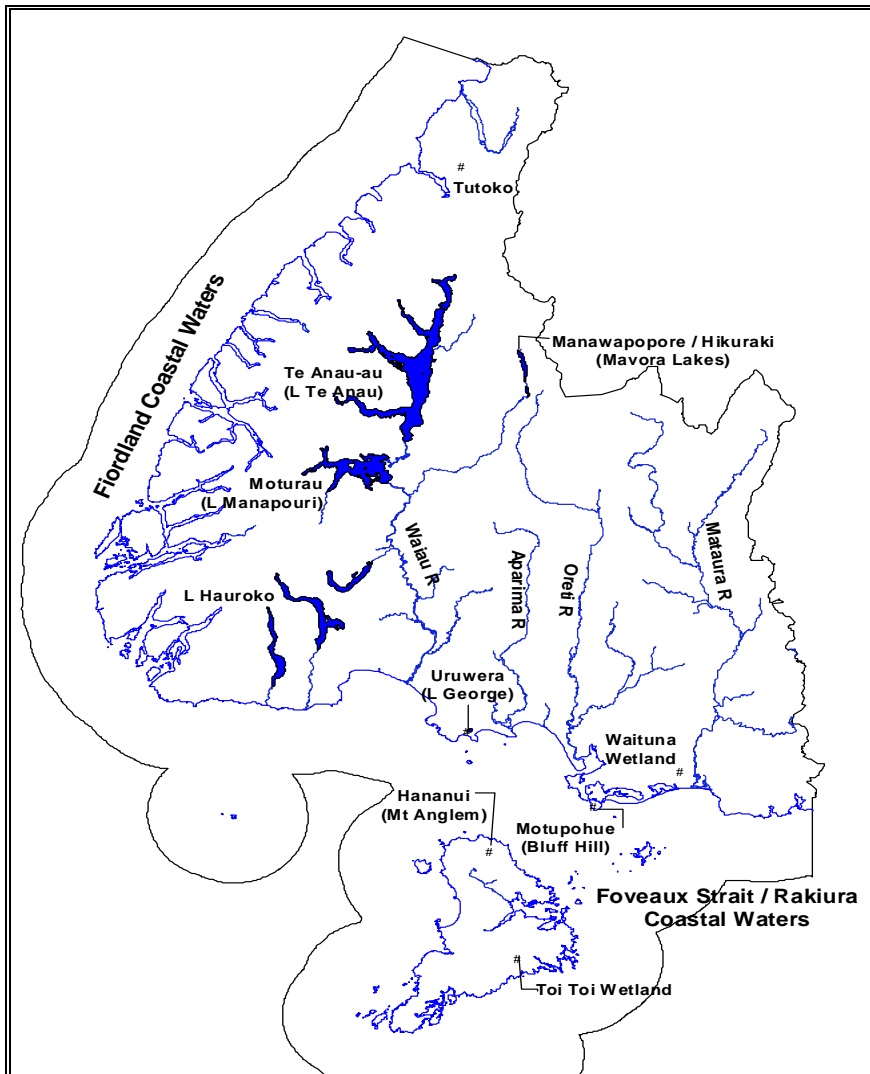 #
Tutoko
Fiordland Coastal Waters
Manawapopore / Hikuraki
(Mavora Lakes)
Te Anau-au
(L Te Anau)
Moturau
(L Manapouri)
Waiau R
Aparima R
Oreti R
Mataura R
L Hauroko
Uruwera
(L George)
#
Waituna
Wetland
#
Hananui
(Mt Anglem)
#
#
Motupohue
(Bluff Hill)
Foveaux Strait / Rakiura
Coastal Waters
#
Toi Toi Wetland